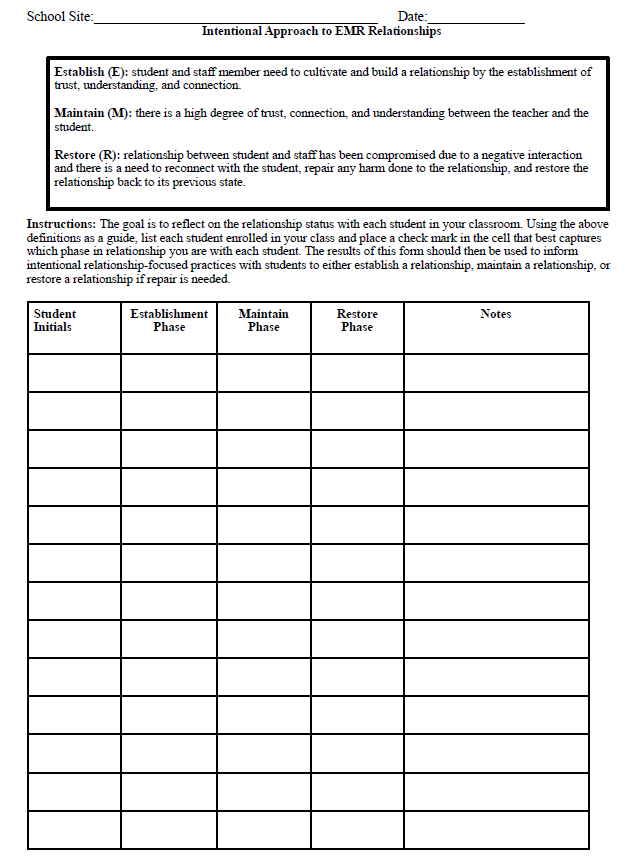 School Site:________________________________________ Date:______________
Intentional Approach to EMR Relationships
Establish (E): student and staff member need to cultivate and build a relationship by the establishment of
trust, understanding, and connection.
Maintain (M): there is a high degree of trust, connection, and understanding between the teacher and the
student.
Restore (R): relationship between student and staff has been compromised due to a negative interaction
and there is a need to reconnect with the student, repair any harm done to the relationship, and restore the
relationship back to its previous state.
Instructions: The goal is to reflect on the relationship status with each student in your classroom. Using the above
definitions as a guide, list each student enrolled in your class and place a check mark in the cell that best captures
which phase in relationship you are with each student. The results of this form should then be used to inform
intentional relationship-focused practices with students to either establish a relationship, maintain a relationship, or
restore a relationship if repair is needed.
Student Establishment Maintain Restore Notes
Initials Phase Phase Phase